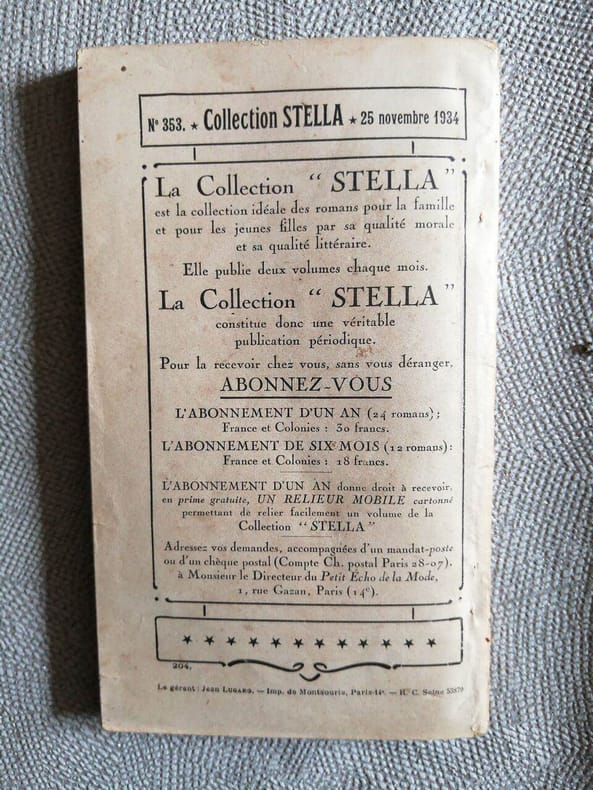 N° 353. ★ Collection STELLA ★ 25 novembre 1934
La Collection “ STELLA ”
est la collection idéale des romans pour la famille
et pour les jeunes filles par sa qualité morale
et sa qualité littéraire.
Elle publie deux volumes chaque mois.
La Collection “ STELLA ”
constitue donc une véritable
publication périodique.
Pour la recevoir chez vous, sans vous déranger,
ABONNEZ-VOUS
L'ABONNEMENT D'UN AN (24 romans) ;
France et Colonies : 30 francs.
L'ABONNEMENT DE SIX MOIS (12 romans) :
France et Colonies : 18 francs.
L'ABONNEMENT D'UN AN donne droit à recevoir,
en prime gratuite, UN RELIEUR MOBILE cartonné
permettant de relier facilement un volume de la
Collection “STELLA”
Adressez vos demandes, accompagnées d'un mandat-poste
ou d'un chèque postal (Compte Ch. postal Paris 28-07),
à Monsieur le Directeur du Petit Écho de la Mode,
1, rue Gazan, Paris (14e).
★ ★ ★ ★ ★ ★ ★ ★ ★ ★ ★ ★
204.
Le gérant : Jean LUGARO. — Imp. de Montsouris, Paris-14e. — R. C. Seine 53879